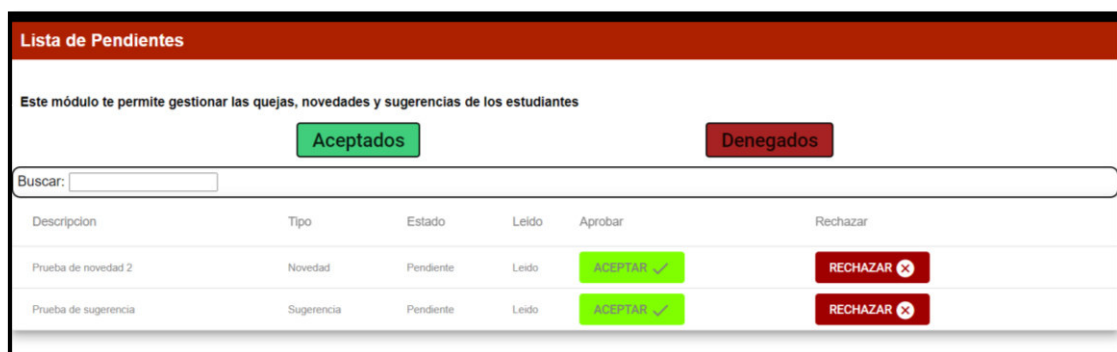 Lista de Pendientes
Este módulo te permite gestionar las quejas, novedades y sugerencias de los estudiantes
Aceptados Denegados
Buscar:
Descripcion Tipo Estado Leido Aprobar Rechazar
Prueba de novedad 2 Novedad Pendiente Leido ACEPTAR RECHAZAR
Prueba de sugerencia Sugerencia Pendiente Leido ACEPTAR RECHAZAR